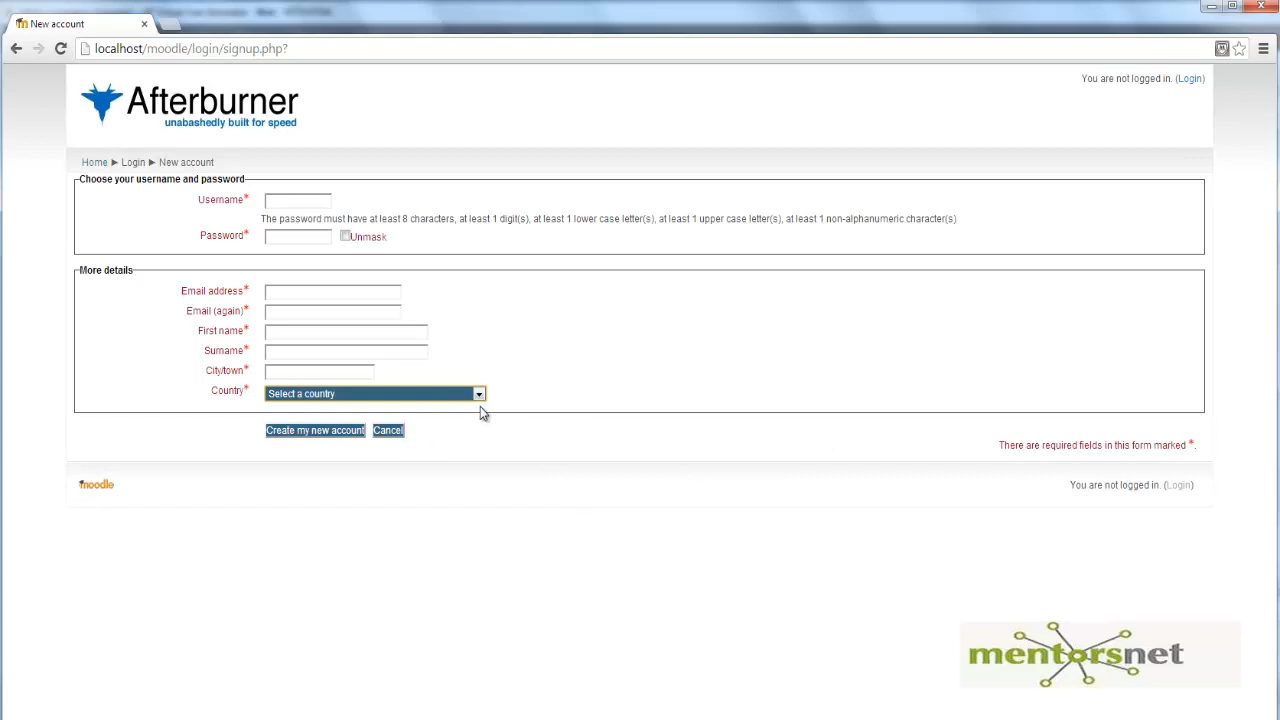 New account
localhost/moodle/login/signup.php?
You are not logged in. (Login)
Afterburner
unabashedly built for speed
Home ► Login ► New account
Choose your username and password
Username*
The password must have at least 8 characters, at least 1 digit(s), at least 1 lower case letter(s), at least 1 upper case letter(s), at least 1 non-alphanumeric character(s)
Password* Unmask
More details
Email address*
Email (again)*
First name*
Surname*
City/town*
Country* Select a country
Create my new account Cancel
There are required fields in this form marked *.
moodle You are not logged in. (Login)
mentorsnet